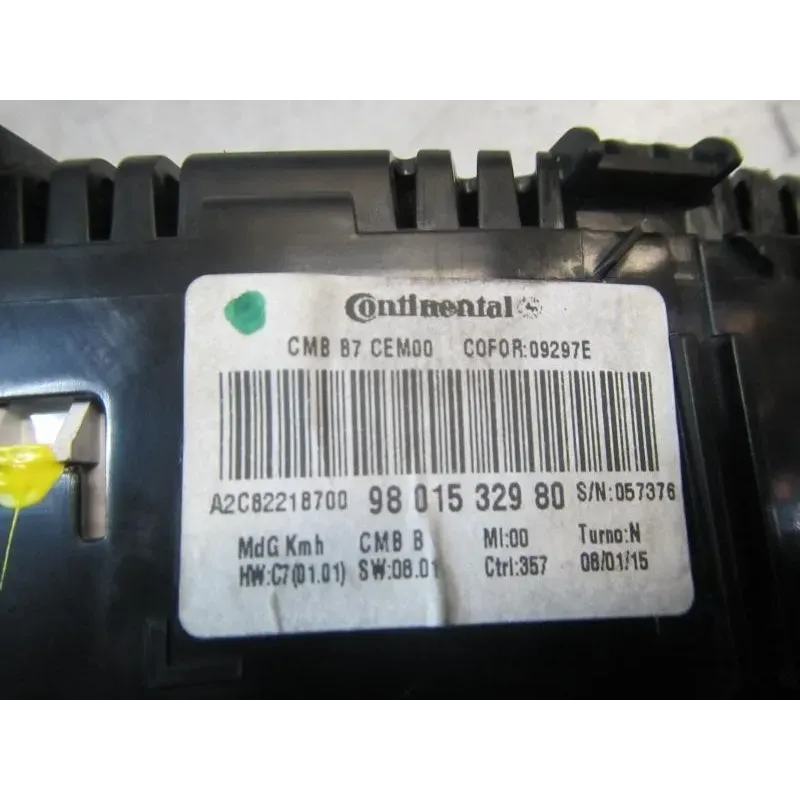 Continental
CMB B7 CEM00 COFOR:09297E
A2C82218700 98 015 329 80 S/N:057376
MdG Kmh CMB B MI:00 Turno:N
HW:C7(01.01) SW:08.01 Ctrl:357 08/01/15